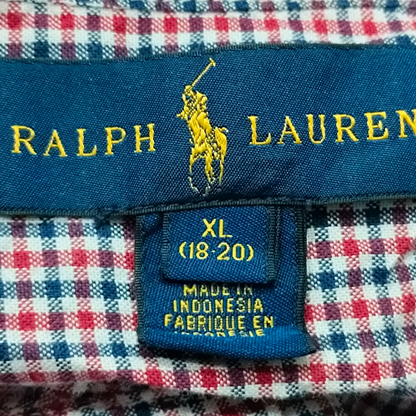 RALPH LAUREN
XL
(18-20)
MADE IN
INDONESIA
FABRIQUE EN